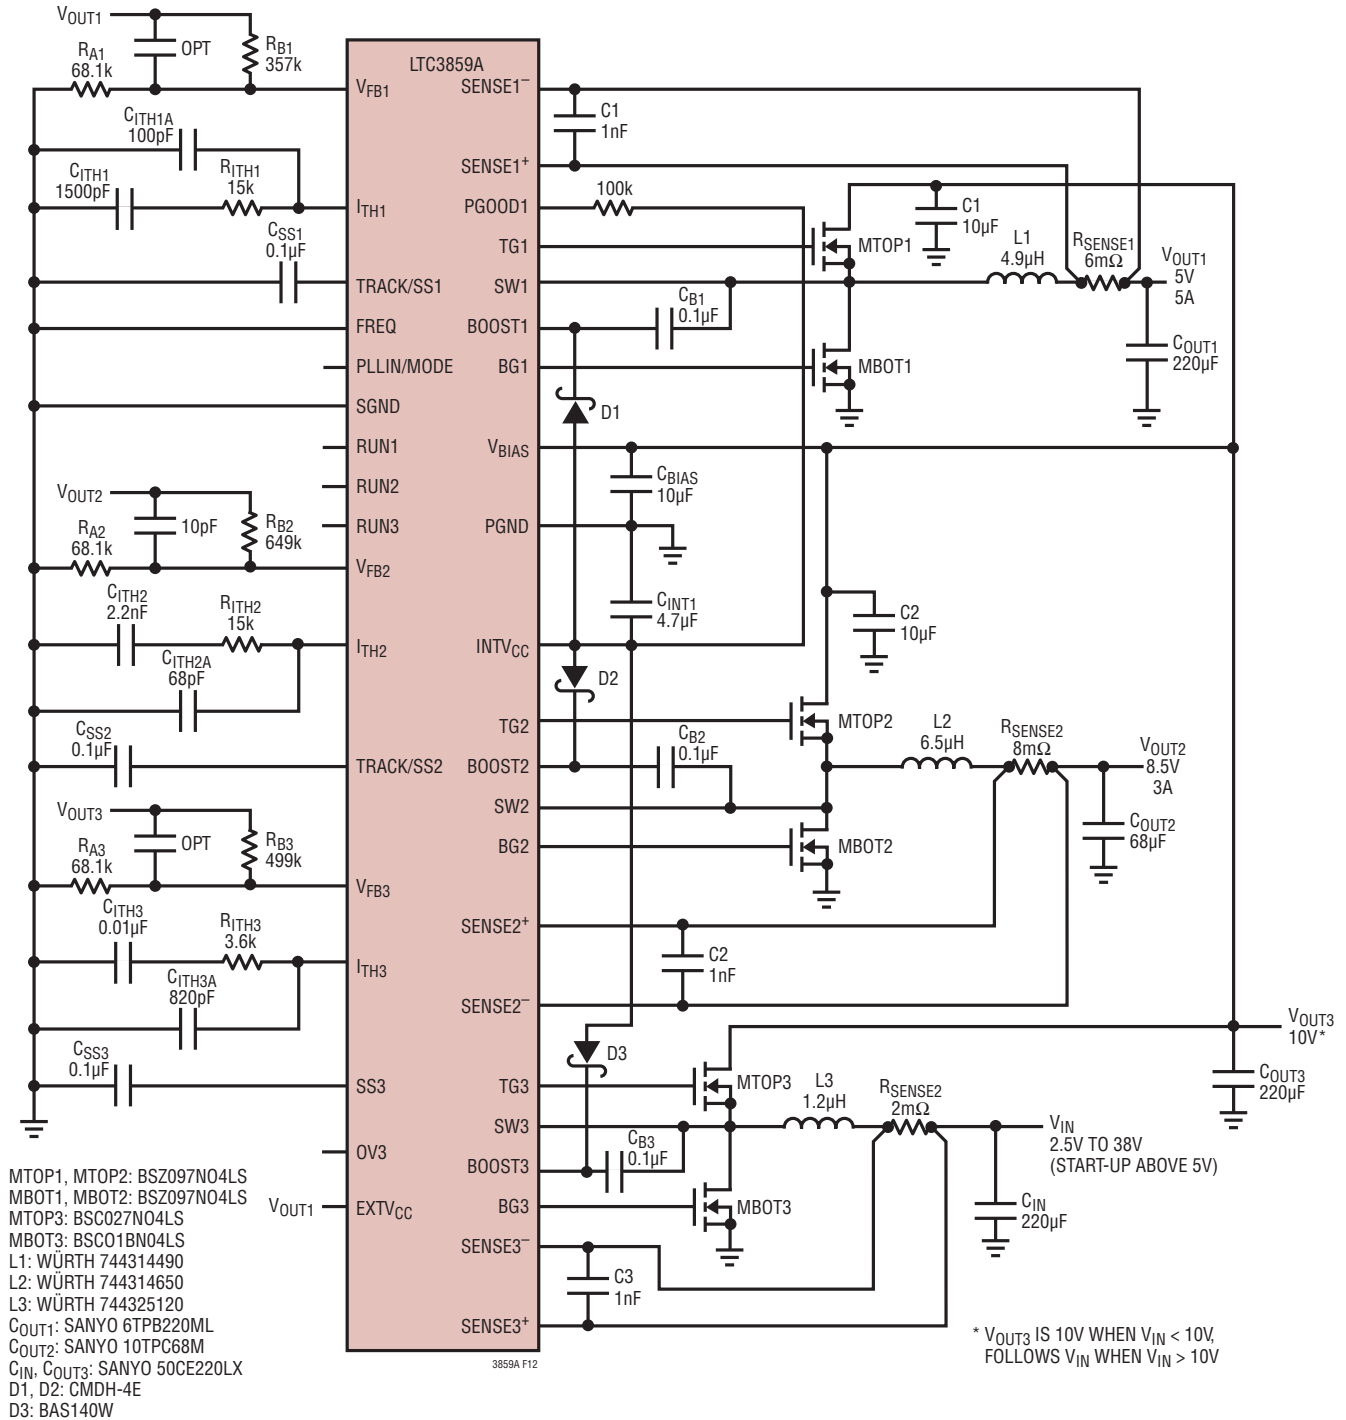 VOUT1
OPT
RB1
357k
RA1
68.1k
LTC3859A
VFB1
SENSE1–
C1
1nF
CITH1A
100pF
SENSE1+
CITH1
1500pF
RITH1
15k
ITH1
PGOOD1
100k
C1
10µF
TG1
MTOP1
L1
4.9µH
RSENSE1
6mΩ
VOUT1
5V
5A
CSS1
0.1µF
TRACK/SS1
SW1
CB1
0.1µF
FREQ
BOOST1
COUT1
220µF
PLLIN/MODE
BG1
MBOT1
SGND
D1
RUN1
VBIAS
CBIAS
10µF
RUN2
VOUT2
10pF
RB2
649k
RA2
68.1k
RUN3
PGND
VFB2
CITH2
2.2nF
RITH2
15k
CINT1
4.7µF
C2
10µF
ITH2
INTVCC
CITH2A
68pF
D2
TG2
MTOP2
L2
6.5µH
RSENSE2
8mΩ
VOUT2
8.5V
3A
CSS2
0.1µF
CB2
0.1µF
TRACK/SS2
BOOST2
SW2
VOUT3
OPT
RB3
499k
RA3
68.1k
BG2
MBOT2
COUT2
68µF
VFB3
CITH3
0.01µF
RITH3
3.6k
SENSE2+
C2
1nF
ITH3
CITH3A
820pF
SENSE2–
VOUT3
10V*
CSS3
0.1µF
D3
SS3
TG3
MTOP3
L3
1.2µH
RSENSE2
2mΩ
COUT3
220µF
SW3
VIN
2.5V TO 38V
(START-UP ABOVE 5V)
CB3
0.1µF
OV3
BOOST3
VOUT1
EXTVCC
BG3
MBOT3
CIN
220µF
SENSE3–
C3
1nF
SENSE3+
MTOP1, MTOP2: BSZ097NO4LS
MBOT1, MBOT2: BSZ097NO4LS
MTOP3: BSC027NO4LS
MBOT3: BSCO1BN04LS
L1: WÜRTH 744314490
L2: WÜRTH 744314650
L3: WÜRTH 744325120
COUT1: SANYO 6TPB220ML
COUT2: SANYO 10TPC68M
CIN, COUT3: SANYO 50CE220LX
D1, D2: CMDH-4E
D3: BAS140W
3859A F12
* VOUT3 IS 10V WHEN VIN < 10V,
FOLLOWS VIN WHEN VIN > 10V